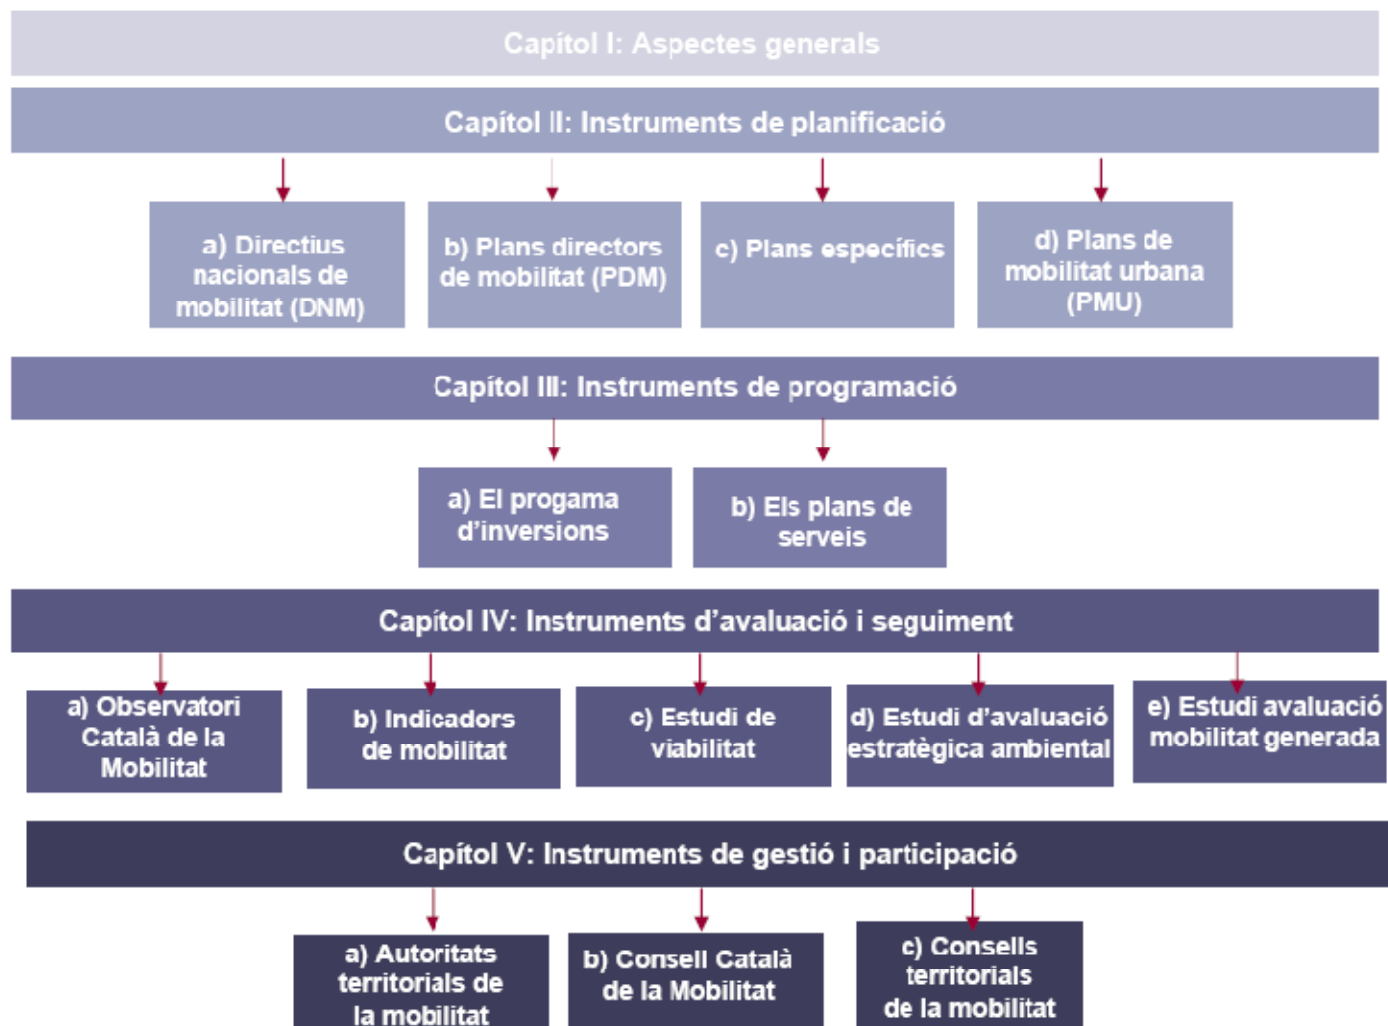 Capítol I: Aspectes generals
Capítol II: Instruments de planificació
a) Directius
nacionals de
mobilitat (DNM)
b) Plans directors
de mobilitat (PDM)
c) Plans específics
d) Plans de
mobilitat urbana
(PMU)
Capítol III: Instruments de programació
a) El progama
d'inversions
b) Els plans de
serveis
Capítol IV: Instruments d'avaluació i seguiment
a) Observatori
Català de la
Mobilitat
b) Indicadors
de mobilitat
c) Estudi de
viabilitat
d) Estudi d'avaluació
estratègica ambiental
e) Estudi avaluació
mobilitat generada
Capítol V: Instruments de gestió i participació
a) Autoritats
territorials de
la mobilitat
b) Consell Català
de la Mobilitat
c) Consells
territorials
de la mobilitat